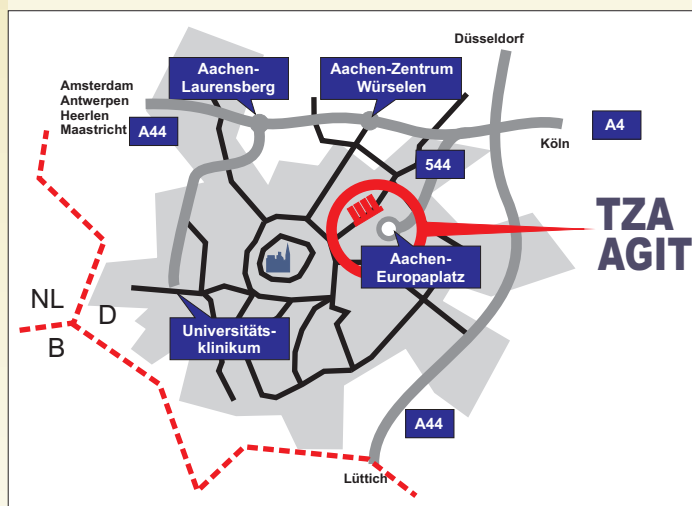 Düsseldorf
Aachen-
Laurensberg
Aachen-Zentrum
Würselen
Amsterdam
Antwerpen
Heerlen
Maastricht
A44
A4
Köln
544
TZA
AGIT
Aachen-
Europaplatz
NL
D
B
Universitäts-
klinikum
A44
Lüttich